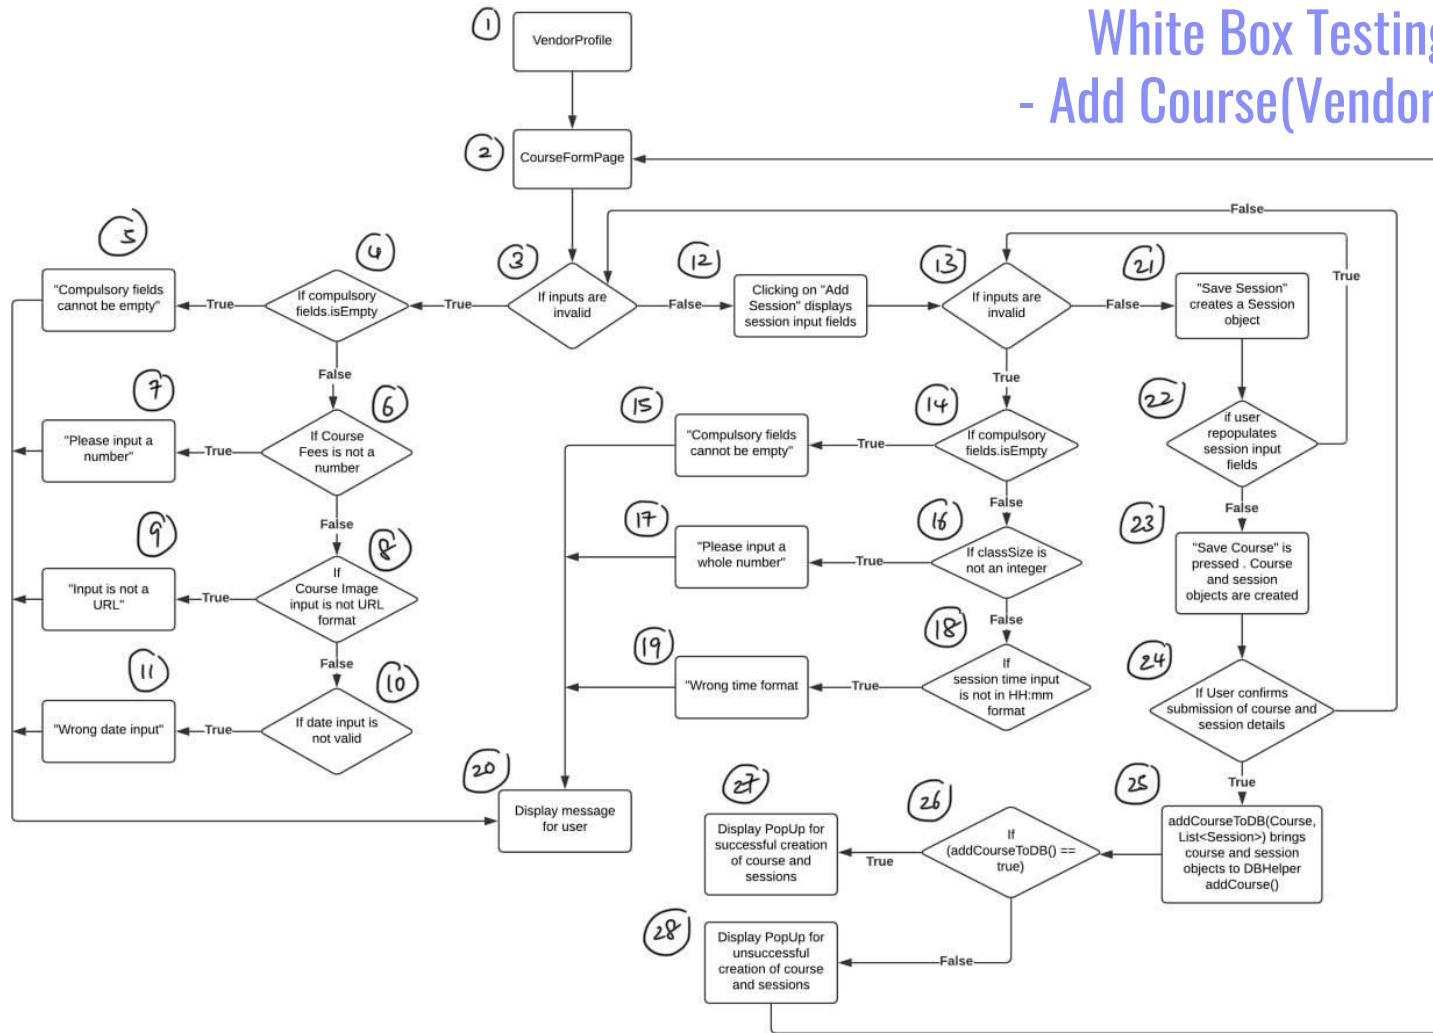 White Box Testing
- Add Course(Vendor
1
VendorProfile
2
CourseFormPage
False
3
If inputs are
invalid
True
4
If compulsory
fields.isEmpty
True
5
"Compulsory fields
cannot be empty"
False
6
If Course
Fees is not a
number
True
7
"Please input a
number"
False
8
If
Course Image
input is not URL
format
True
9
"Input is not a
URL"
False
10
If date input is
not valid
True
11
"Wrong date input"
False
12
Clicking on "Add
Session" displays
session input fields
13
If inputs are
invalid
True
14
If compulsory
fields.isEmpty
True
15
"Compulsory fields
cannot be empty"
False
16
If classSize is
not an integer
True
17
"Please input a
whole number"
False
18
If
session time input
is not in HH:mm
format
True
19
"Wrong time format
20
Display message
for user
False
21
"Save Session"
creates a Session
object
22
if user
repopulates
session input
fields
True
False
23
"Save Course" is
pressed . Course
and session
objects are created
24
If User confirms
submission of course and
session details
True
25
addCourseToDB(Course,
List<Session>) brings
course and session
objects to DBHelper
addCourse()
26
If
(addCourseToDB() ==
true)
True
27
Display PopUp for
successful creation
of course and
sessions
False
28
Display PopUp for
unsuccessful
creation of course
and sessions